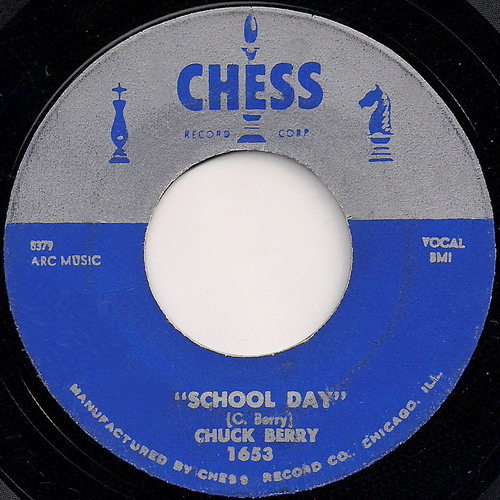 CHESS
RECORD CORP.
8379
ARC MUSIC
VOCAL
BMI
"SCHOOL DAY"
(C. Berry)
CHUCK BERRY
1653
MANUFACTURED BY CHESS RECORD CO., CHICAGO, ILL.